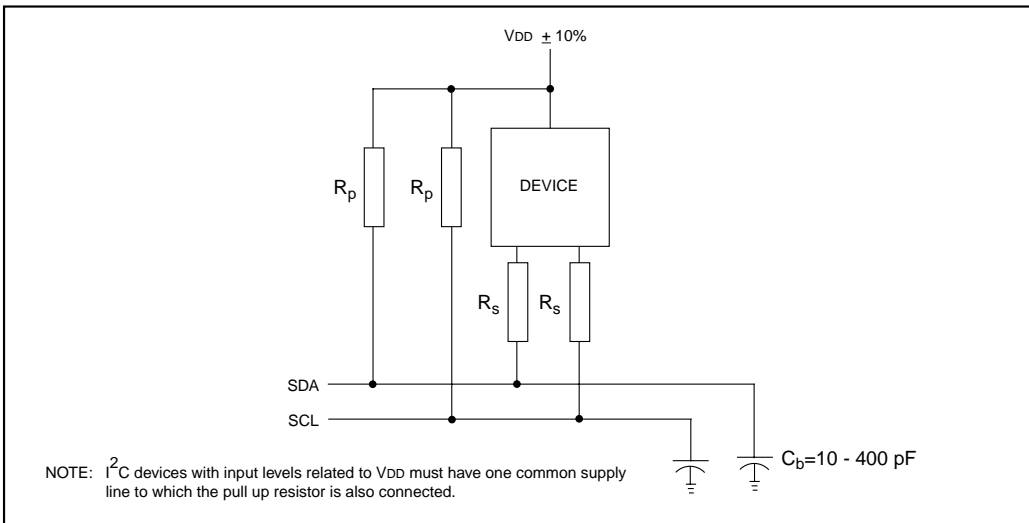 VDD ± 10%
Rp
Rp
DEVICE
Rs
Rs
SDA
SCL
Cb=10 - 400 pF
NOTE: I2C devices with input levels related to VDD must have one common supply
line to which the pull up resistor is also connected.